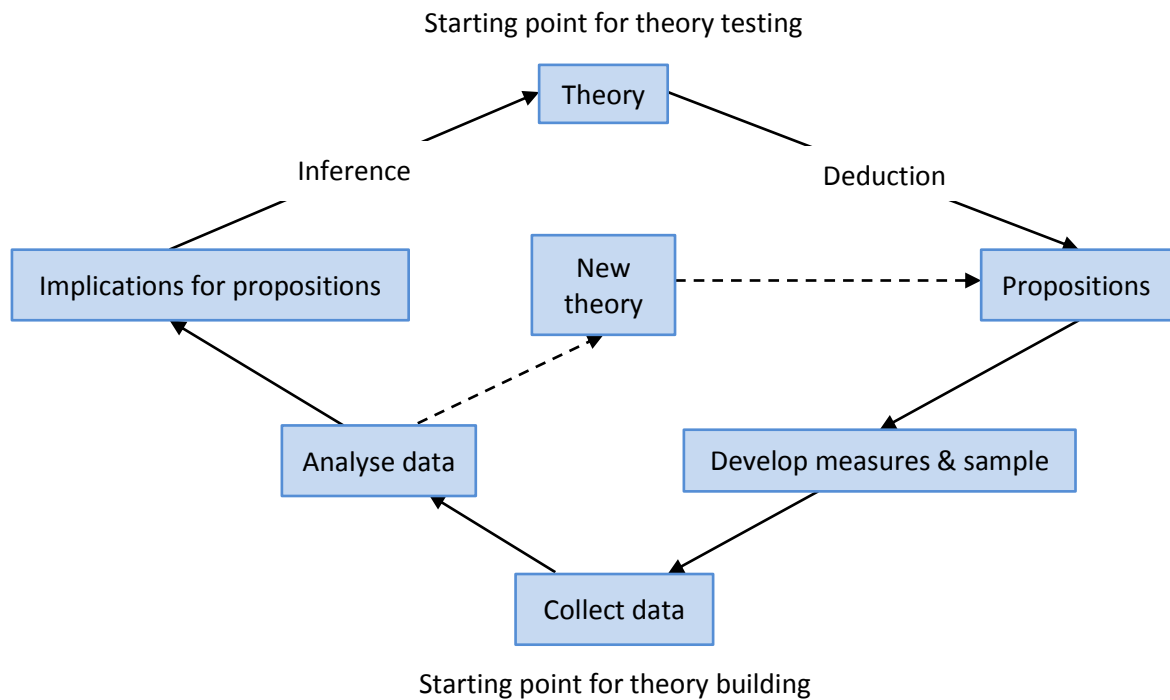 Starting point for theory testing
Theory
Inference
Deduction
Implications for propositions
New
theory
Propositions
Analyse data
Develop measures & sample
Collect data
Starting point for theory building